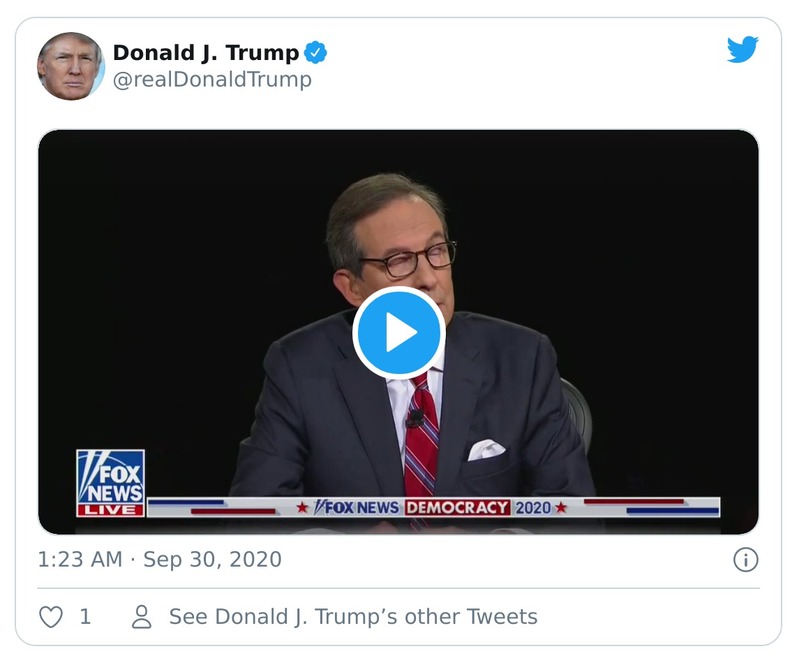 Donald J. Trump
@realDonaldTrump
FOX
NEWS
LIVE
FOX NEWS DEMOCRACY 2020
1:23 AM · Sep 30, 2020
1 See Donald J. Trump’s other Tweets